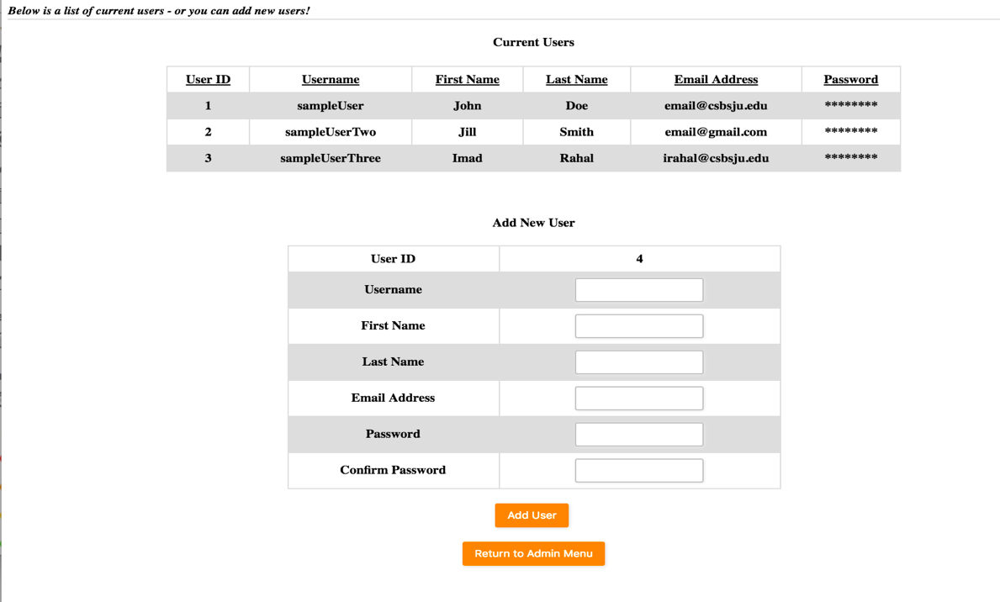 Below is a list of current users - or you can add new users!
Current Users
User ID Username First Name Last Name Email Address Password
1 sampleUser John Doe email@csbsju.edu ********
2 sampleUserTwo Jill Smith email@gmail.com ********
3 sampleUserThree Imad Rahal irahal@csbsju.edu ********
Add New User
User ID 4
Username
First Name
Last Name
Email Address
Password
Confirm Password
Add User
Return to Admin Menu